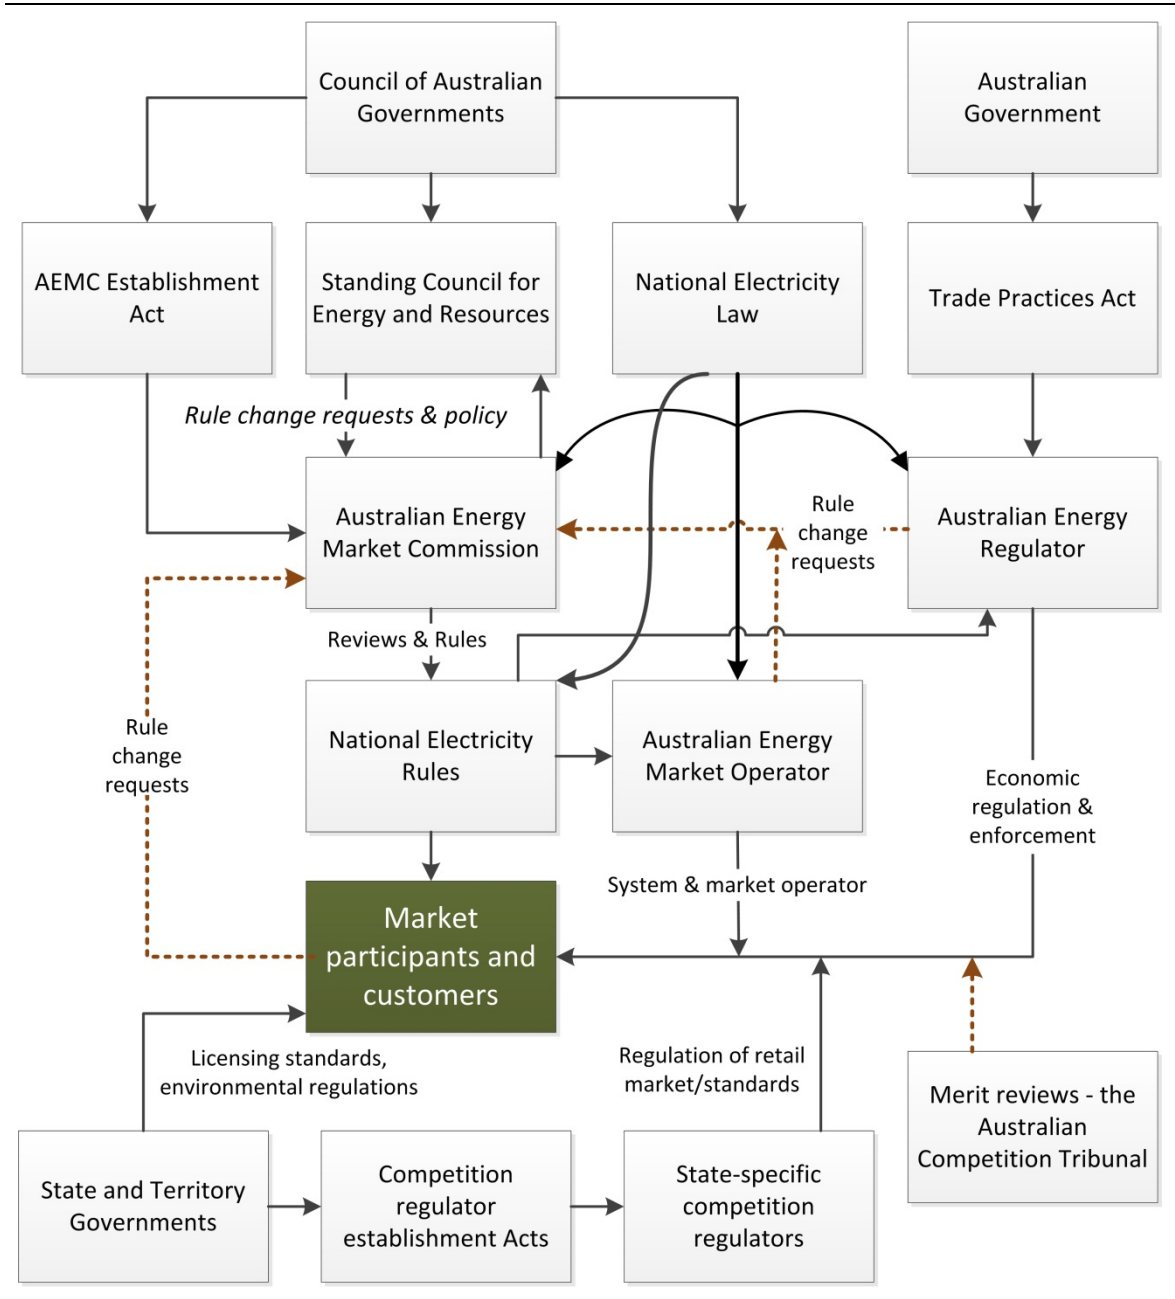 Council of Australian
Governments
Australian
Government
AEMC Establishment
Act
Standing Council for
Energy and Resources
National Electricity
Law
Trade Practices Act
Rule change requests & policy
Australian Energy
Market Commission
Rule
change
requests
Australian Energy
Regulator
Reviews & Rules
Rule
change
requests
National Electricity
Rules
Australian Energy
Market Operator
Economic
regulation &
enforcement
System & market operator
Market
participants and
customers
Licensing standards,
environmental regulations
Regulation of retail
market/standards
Merit reviews - the
Australian
Competition Tribunal
State and Territory
Governments
Competition
regulator
establishment Acts
State-specific
competition
regulators